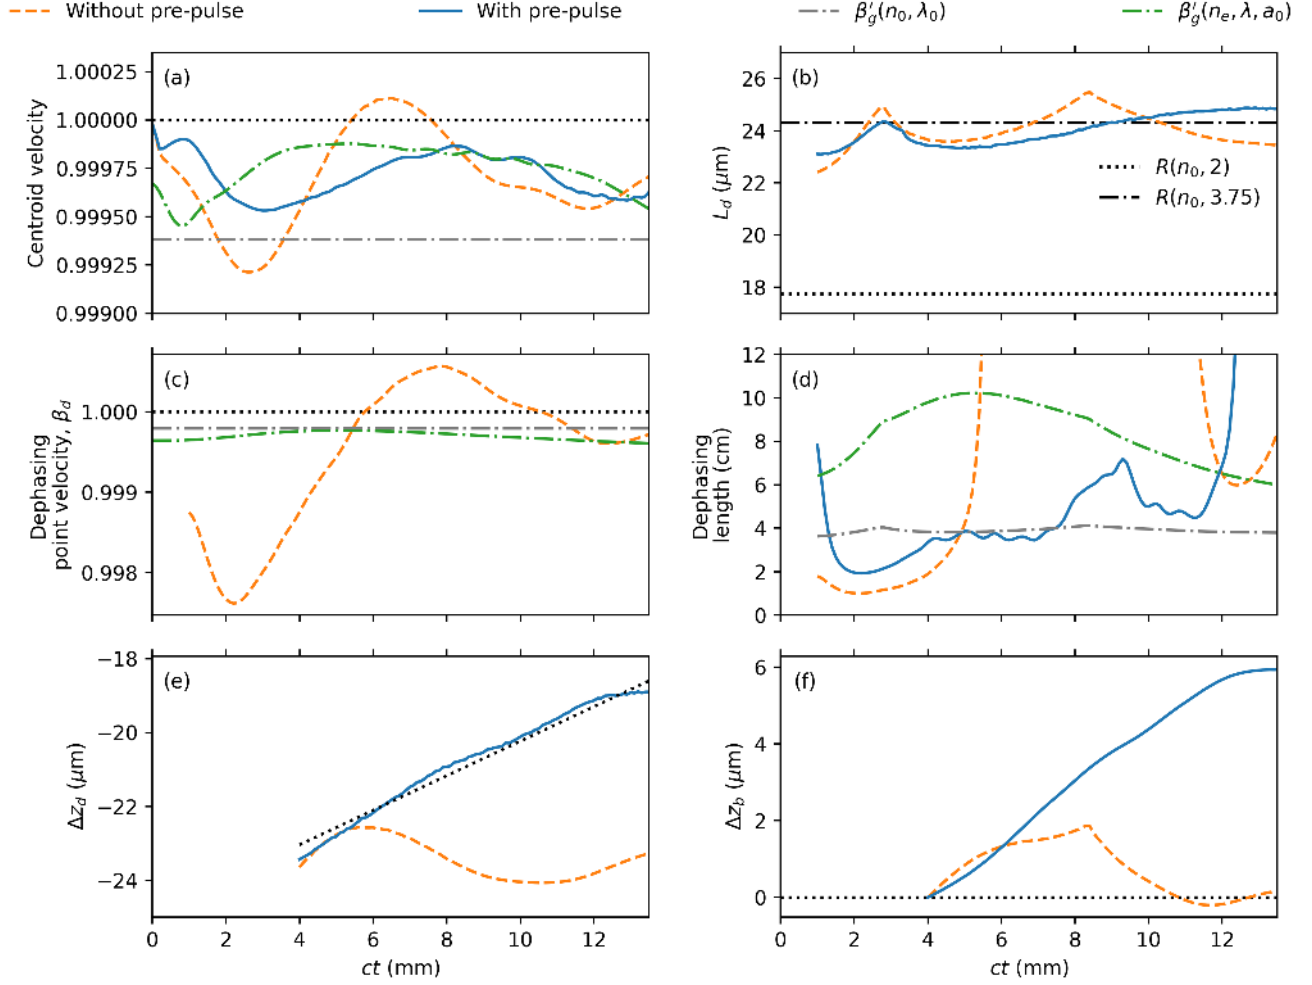 Without pre-pulse With pre-pulse β′g(n0, λ0) β′g(ne, λ, a0)
(a)
1.00025
1.00000
0.99975
0.99950
0.99925
0.99900
Centroid velocity
(b)
26
24
22
20
18
Ld (μm)
R(n0, 2)
R(n0, 3.75)
(c)
1.000
0.999
0.998
Dephasing
point velocity, βd
(d)
12
10
8
6
4
2
0
Dephasing
length (cm)
(e)
−18
−20
−22
−24
Δzd (μm)
0 2 4 6 8 10 12
ct (mm)
(f)
6
4
2
0
Δzb (μm)
0 2 4 6 8 10 12
ct (mm)